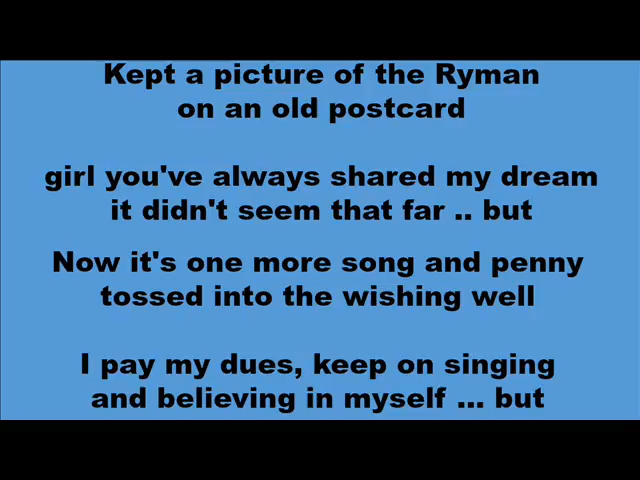 Kept a picture of the Ryman
on an old postcard
girl you've always shared my dream
it didn't seem that far .. but
Now it's one more song and penny
tossed into the wishing well
I pay my dues, keep on singing
and believing in myself ... but